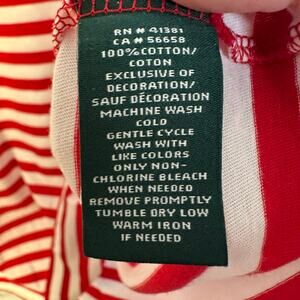 RN # 41381
CA # 56658
100%COTTON/
COTON
EXCLUSIVE OF
DECORATION/
SAUF DÉCORATION
MACHINE WASH
COLD
GENTLE CYCLE
WASH WITH
LIKE COLORS
ONLY NON-
CHLORINE BLEACH
WHEN NEEDED
REMOVE PROMPTLY
TUMBLE DRY LOW
WARM IRON
IF NEEDED